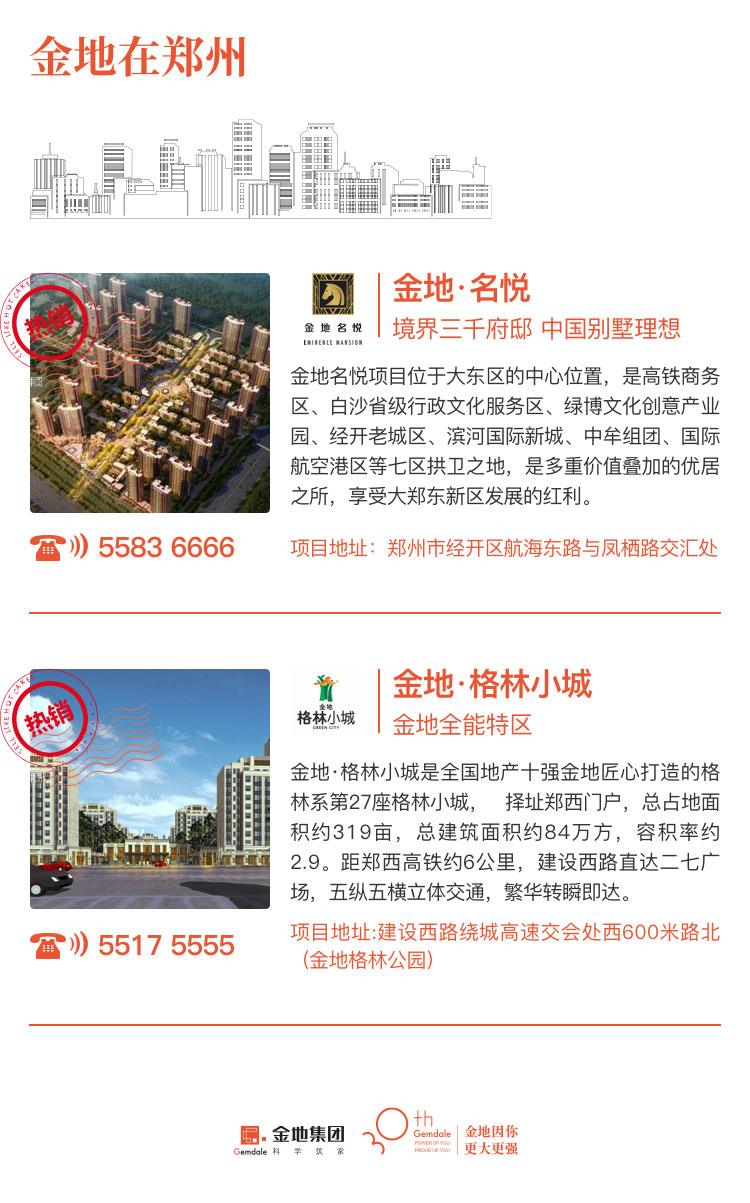 金地在郑州
SELL LIKE HOT CAKE
热销
金地名悦
EMINENCE MANSION
金地·名悦
境界三千府邸 中国别墅理想
金地名悦项目位于大东区的中心位置，是高铁商务
区、白沙省级行政文化服务区、绿博文化创意产业
园、经开老城区、滨河国际新城、中牟组团、国际
航空港区等七区拱卫之地，是多重价值叠加的优居
之所，享受大郑东新区发展的红利。
5583 6666
项目地址：郑州市经开区航海东路与凤栖路交汇处
SELL LIKE HOT CAKE
热销
金地
格林小城
GREEN CITY
金地·格林小城
金地全能特区
金地·格林小城是全国地产十强金地匠心打造的格
林系第27座格林小城，　择址郑西门户，总占地面
积约319亩，总建筑面积约84万方，容积率约
2.9。距郑西高铁约6公里，建设西路直达二七广
场，五纵五横立体交通，繁华转瞬即达。
5517 5555
项目地址:建设西路绕城高速交会处西600米路北
（金地格林公园）
Gemdale
金地集团
科学筑家
30th
Gemdale
POWER OF YOU
PROUD OF YOU
金地因你
更大更强